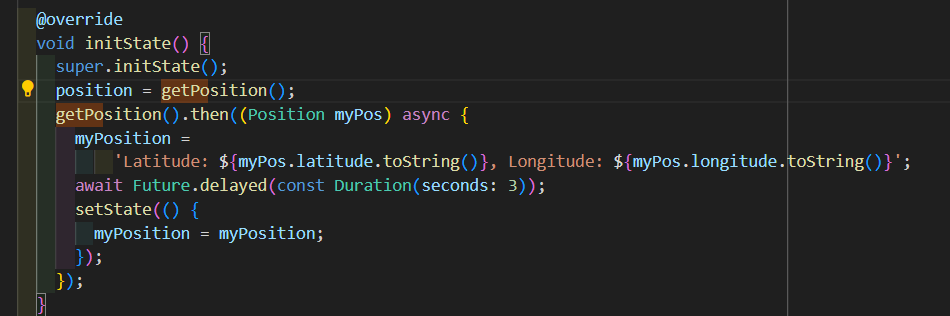 @override
void initState() {
super.initState();
position = getPosition();
getPosition().then((Position myPos) async {
myPosition =
'Latitude: ${myPos.latitude.toString()}, Longitude: ${myPos.longitude.toString()}';
await Future.delayed(const Duration(seconds: 3));
setState(() {
myPosition = myPosition;
});
});
}